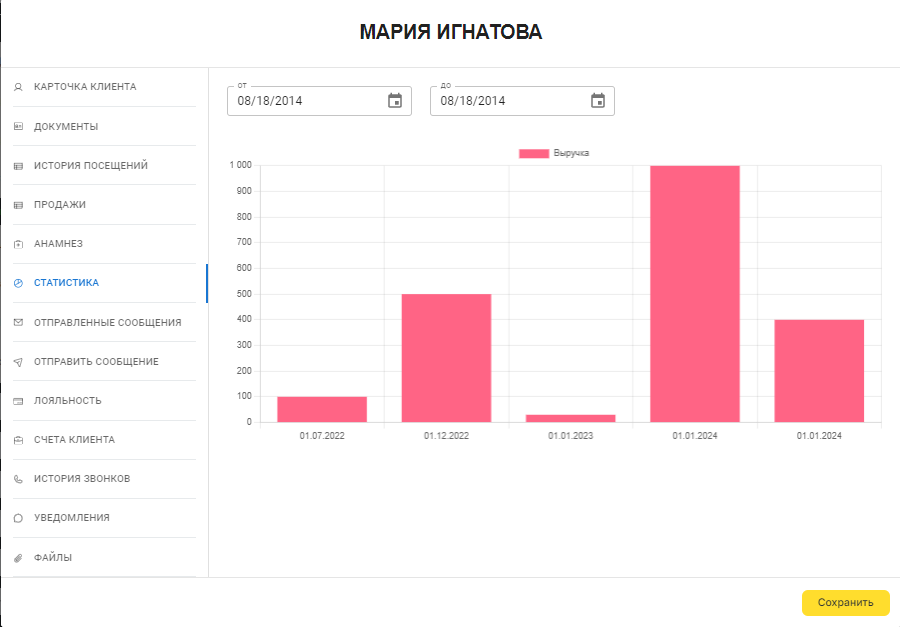 МАРИЯ ИГНАТОВА
КАРТОЧКА КЛИЕНТА
ДОКУМЕНТЫ
ИСТОРИЯ ПОСЕЩЕНИЙ
ПРОДАЖИ
АНАМНЕЗ
СТАТИСТИКА
ОТПРАВЛЕННЫЕ СООБЩЕНИЯ
ОТПРАВИТЬ СООБЩЕНИЕ
ЛОЯЛЬНОСТЬ
СЧЕТА КЛИЕНТА
ИСТОРИЯ ЗВОНКОВ
УВЕДОМЛЕНИЯ
ФАЙЛЫ
ОТ
08/18/2014
ДО
08/18/2014
Выручка
1 000
900
800
700
600
500
400
300
200
100
0
01.07.2022 01.12.2022 01.01.2023 01.01.2024 01.01.2024
Сохранить